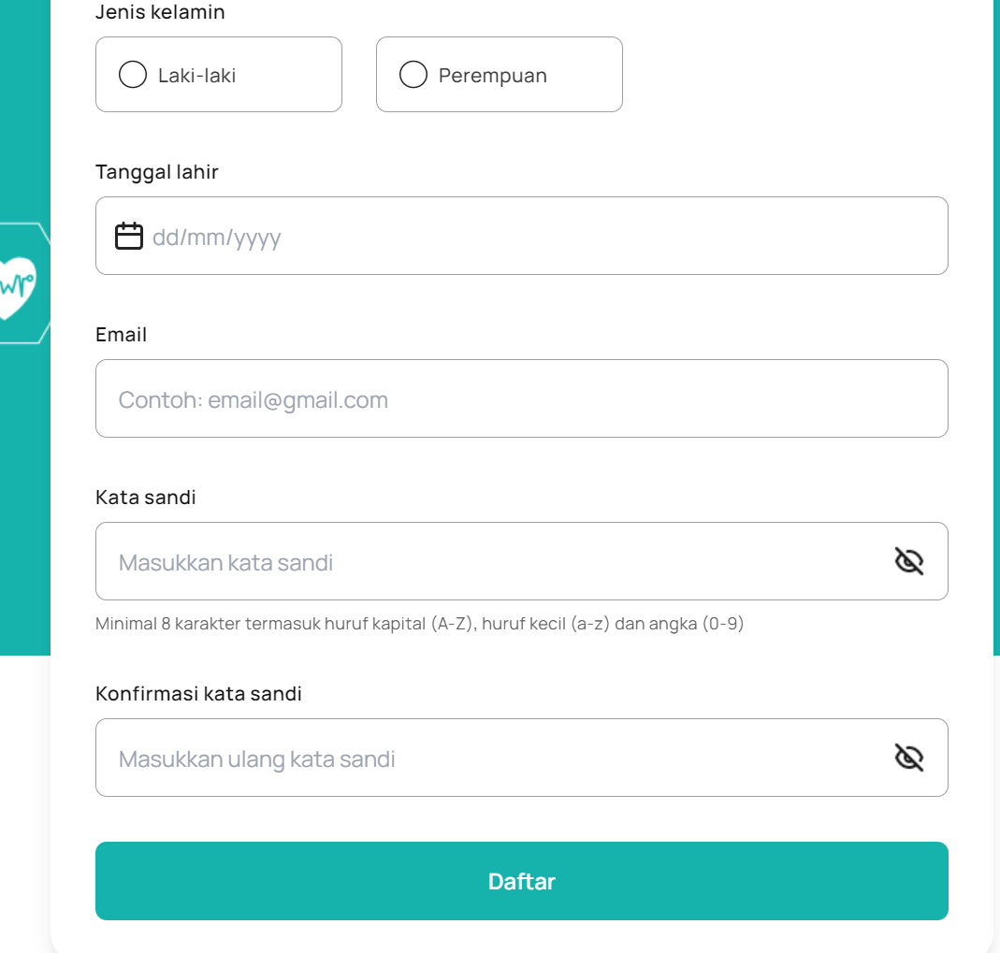 Jenis kelamin
Laki-laki Perempuan
Tanggal lahir
dd/mm/yyyy
Email
Contoh: email@gmail.com
Kata sandi
Masukkan kata sandi
Minimal 8 karakter termasuk huruf kapital (A-Z), huruf kecil (a-z) dan angka (0-9)
Konfirmasi kata sandi
Masukkan ulang kata sandi
Daftar